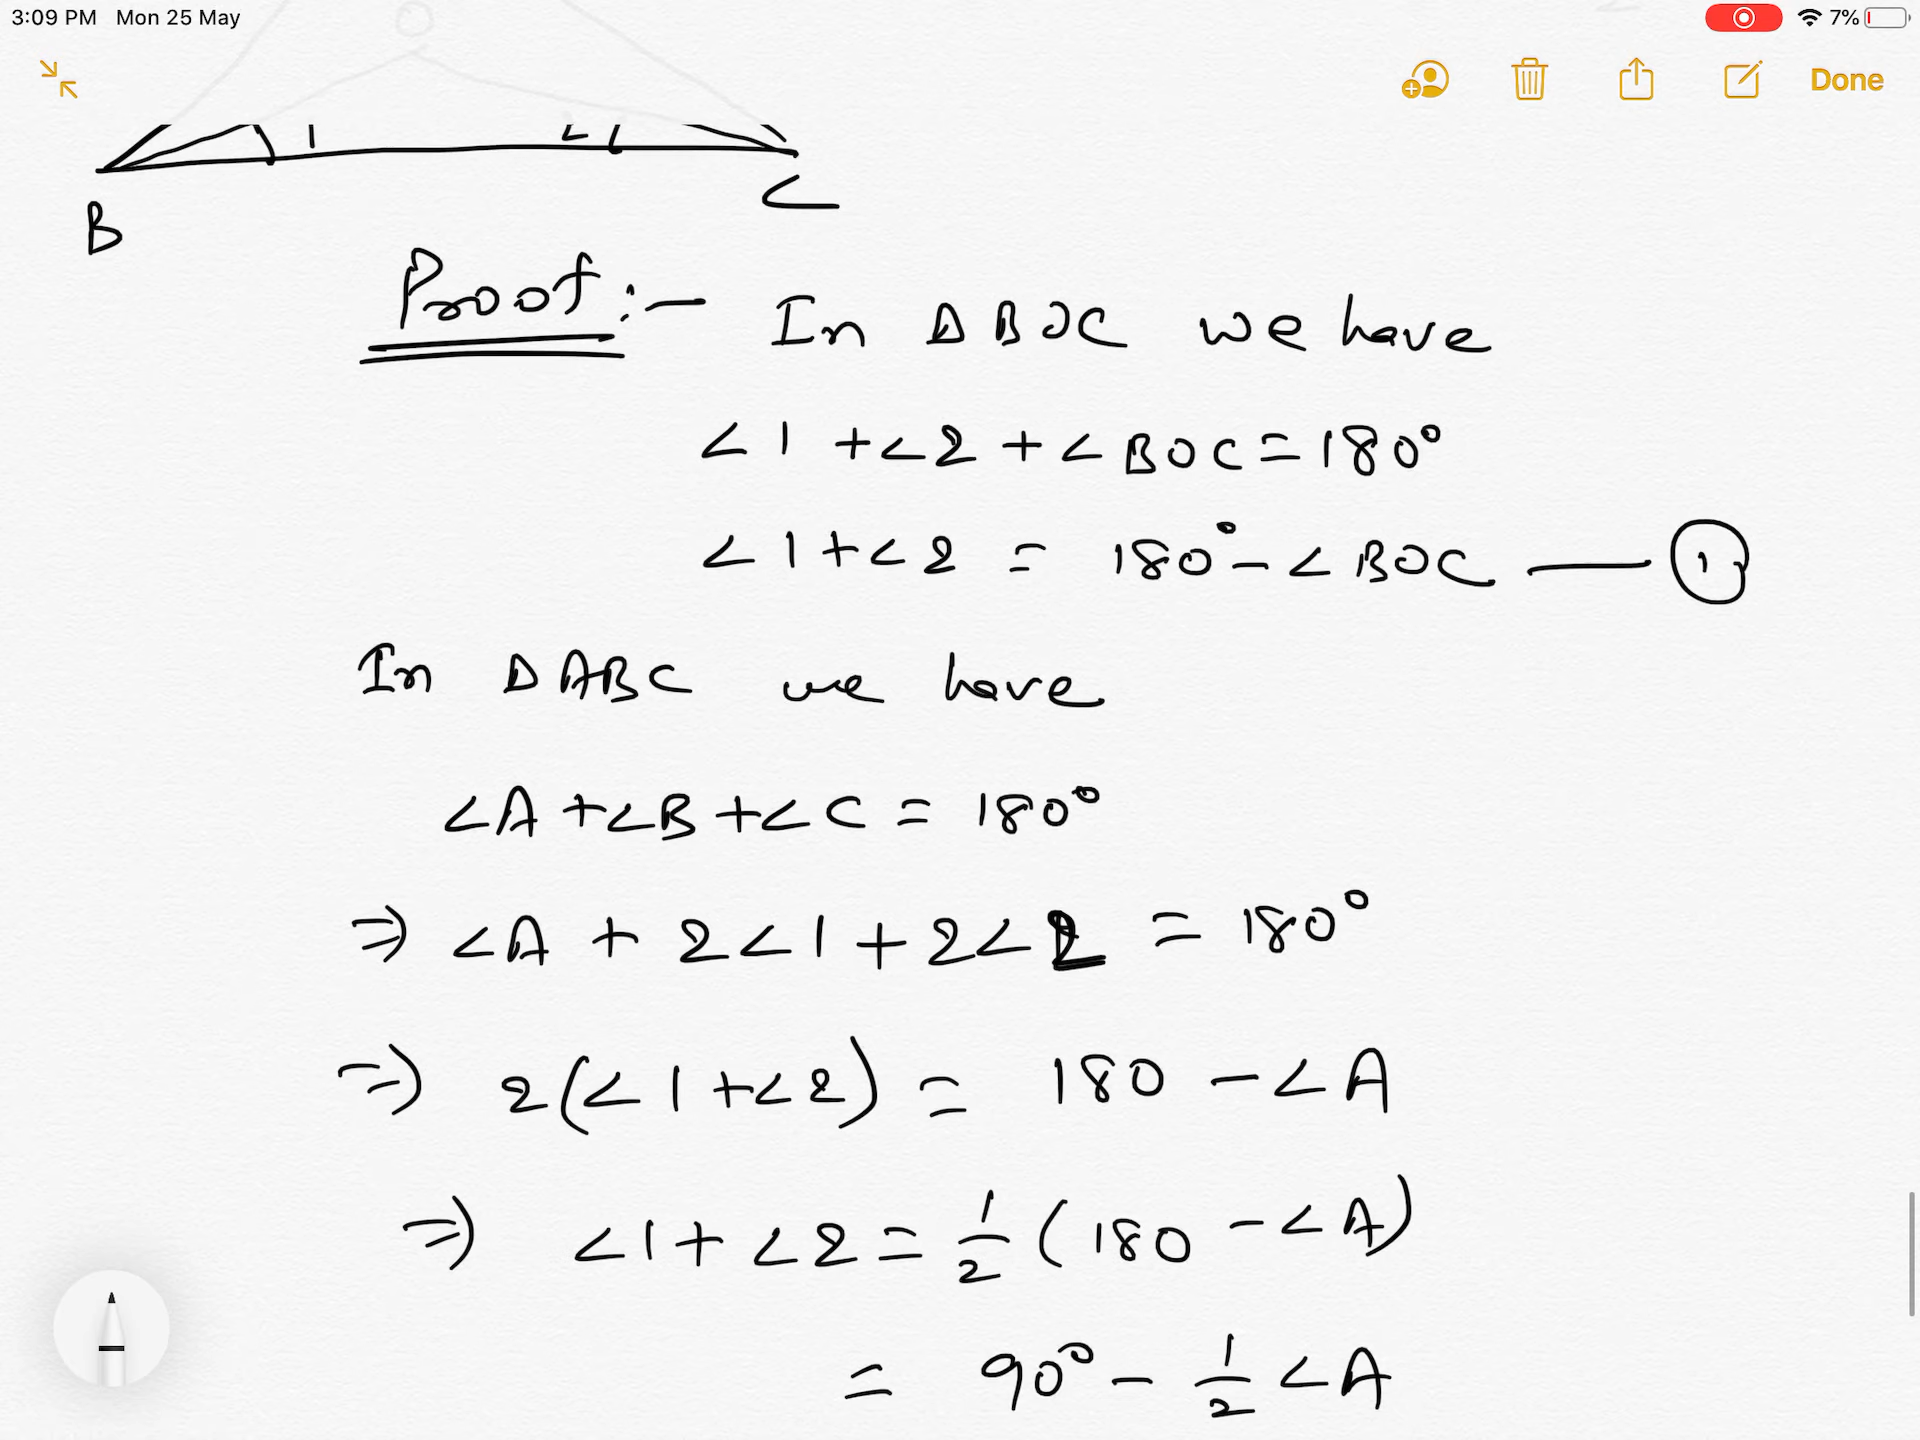 3:09 PM Mon 25 May 7%
Done
1 2
B C
Proof :- In ΔBOC we have
∠1 + ∠2 + ∠BOC = 180°
∠1 + ∠2 = 180° - ∠BOC — 1
In ΔABC we have
∠A + ∠B + ∠C = 180°
⇒ ∠A + 2∠1 + 2∠2 = 180°
⇒ 2(∠1 + ∠2) = 180 - ∠A
⇒ ∠1 + ∠2 = 1/2 (180 - ∠A)
= 90° - 1/2 ∠A